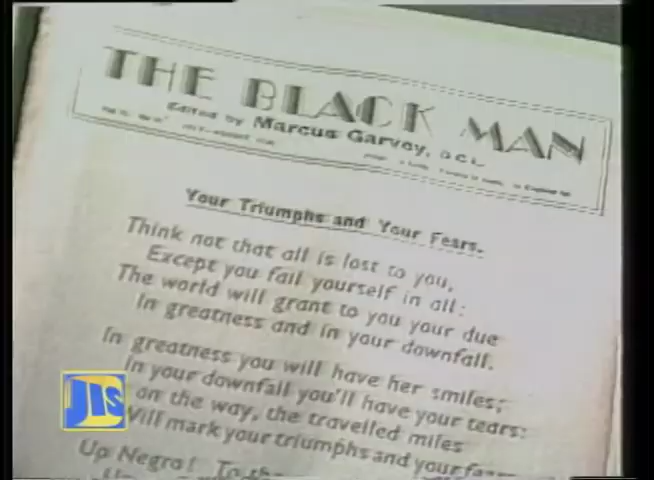 THE BLACK MAN
Edited by Marcus Garvey, D.C.L.
Your Triumphs and Your Fears.
Think not that all is lost to you,
Except you fail yourself in all:
The world will grant to you your due
In greatness and in your downfall.
In greatness you will have her smiles;
In your downfall you'll have your tears:
on the way, the travelled miles
Will mark your triumphs and your
Up Negro! To
JIS